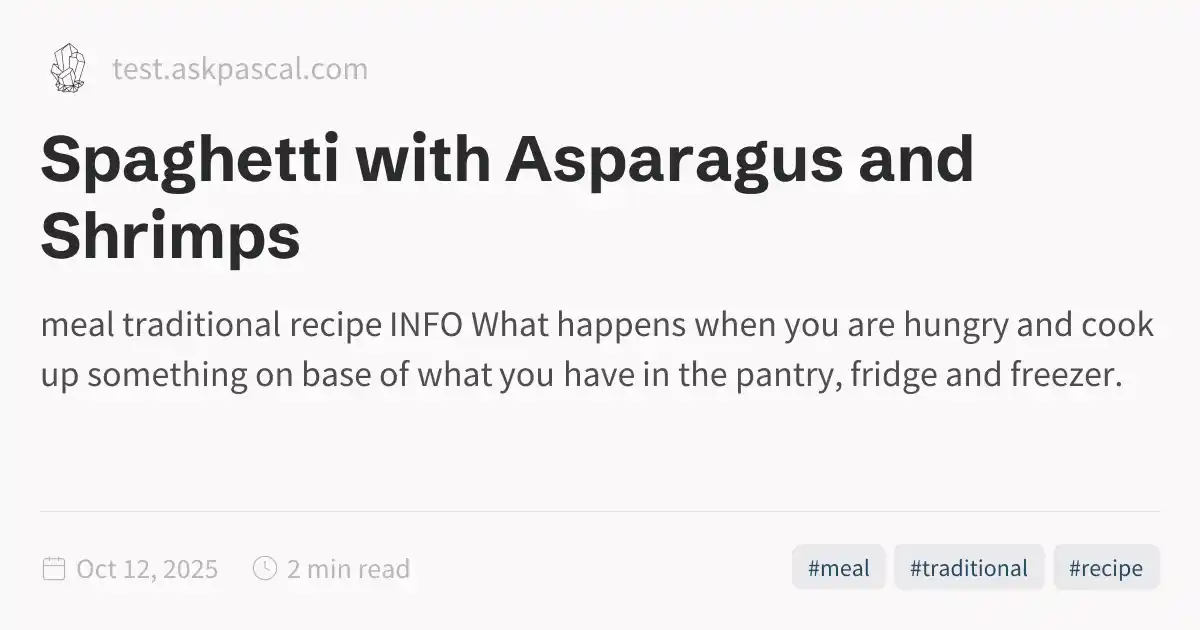 test.askpascal.com
Spaghetti with Asparagus and
Shrimps
meal traditional recipe INFO What happens when you are hungry and cook
up something on base of what you have in the pantry, fridge and freezer.
Oct 12, 2025 2 min read #meal #traditional #recipe